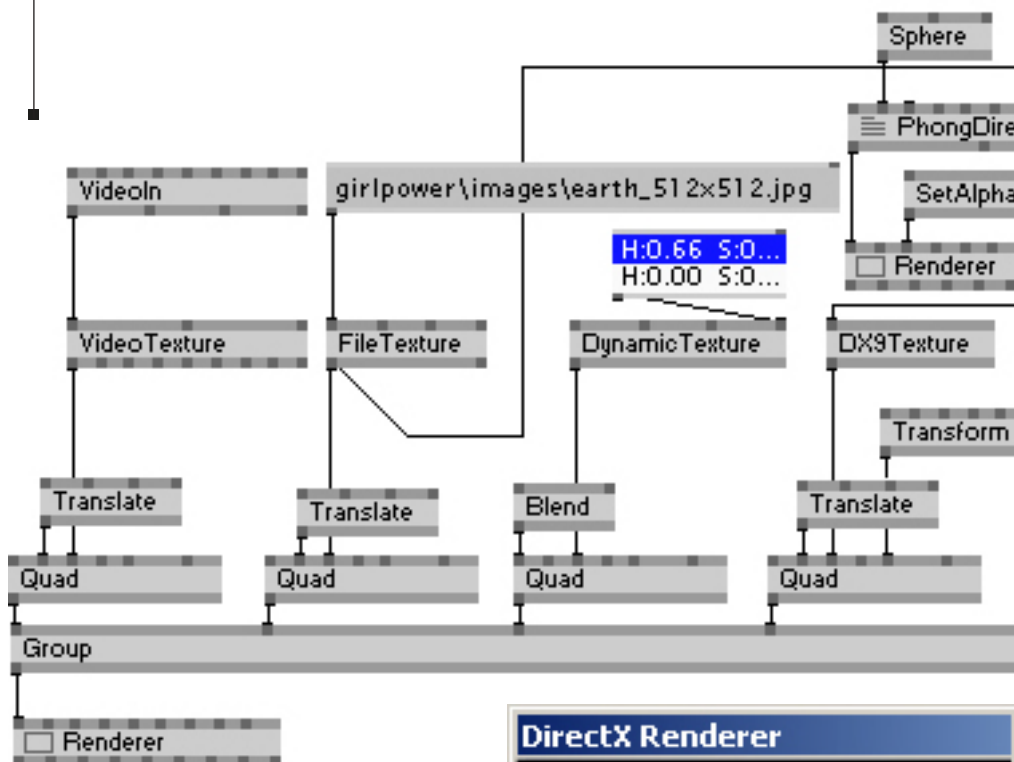 Sphere
PhongDire
VideoIn
girlpower\images\earth_512x512.jpg
SetAlpha
H:0.66 S:0...
H:0.00 S:0...
Renderer
VideoTexture
FileTexture
DynamicTexture
DX9Texture
Transform
Translate
Translate
Blend
Translate
Quad
Quad
Quad
Quad
Group
Renderer
DirectX Renderer